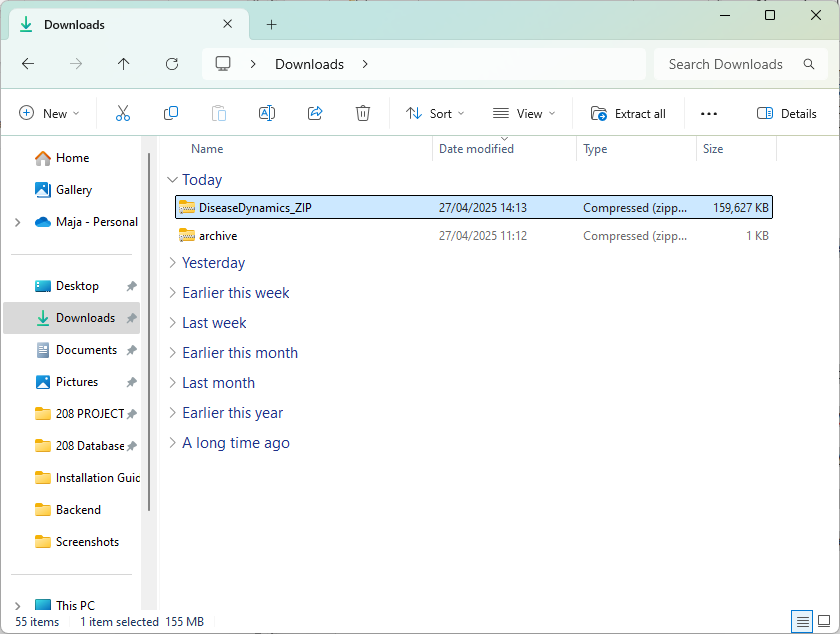 Downloads
Downloads
Search Downloads
New
Sort
View
Extract all
Details
Home
Gallery
Maja - Personal
Desktop
Downloads
Documents
Pictures
208 PROJECT
208 Database
Installation Guid
Backend
Screenshots
This PC
Name Date modified Type Size
Today
DiseaseDynamics_ZIP 27/04/2025 14:13 Compressed (zipp... 159,627 KB
archive 27/04/2025 11:12 Compressed (zipp... 1 KB
Yesterday
Earlier this week
Last week
Earlier this month
Last month
Earlier this year
A long time ago
55 items 1 item selected 155 MB